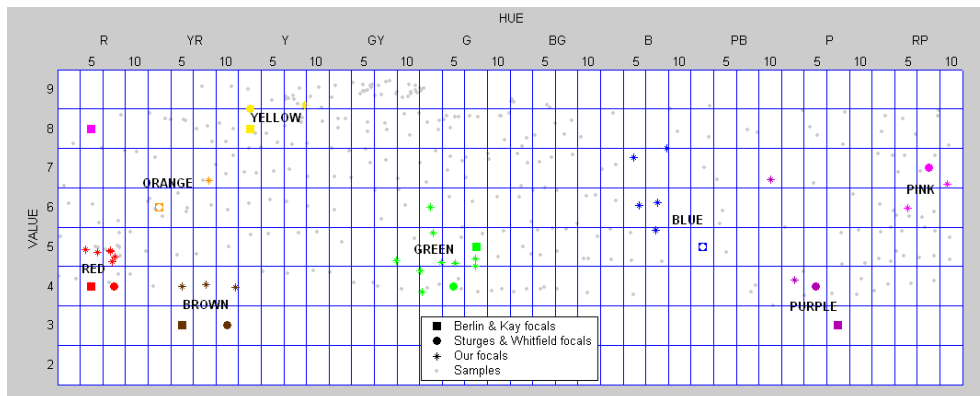 HUE
R YR Y GY G BG B PB P RP
5 10 5 10 5 10 5 10 5 10 5 10 5 10 5 10 5 10 5 10
VALUE
9
8
7
6
5
4
3
2
YELLOW
ORANGE
PINK
BLUE
GREEN
RED
BROWN
PURPLE
Berlin & Kay focals
Sturges & Whitfield focals
Our focals
Samples